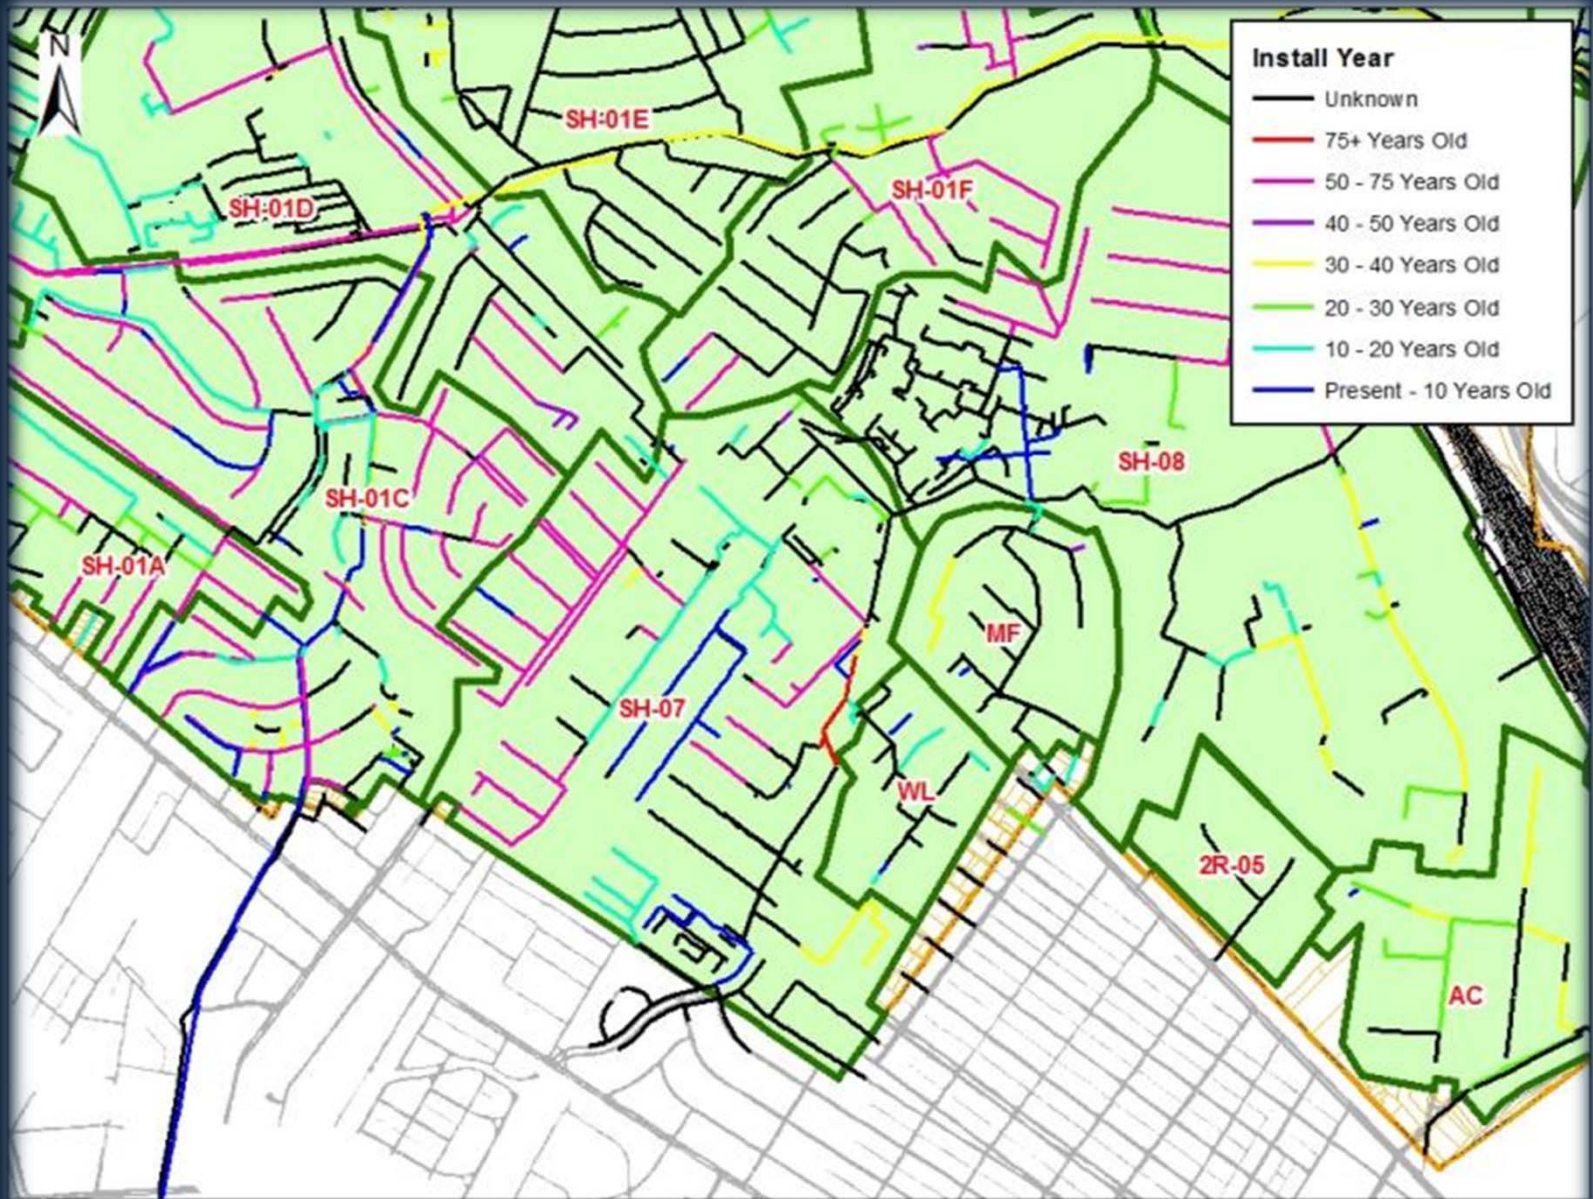 N
Install Year
Unknown
75+ Years Old
50 - 75 Years Old
40 - 50 Years Old
30 - 40 Years Old
20 - 30 Years Old
10 - 20 Years Old
Present - 10 Years Old
SH-01E
SH-01F
SH-01D
SH-08
SH-01C
SH-01A
MF
SH-07
WL
2R-05
AC